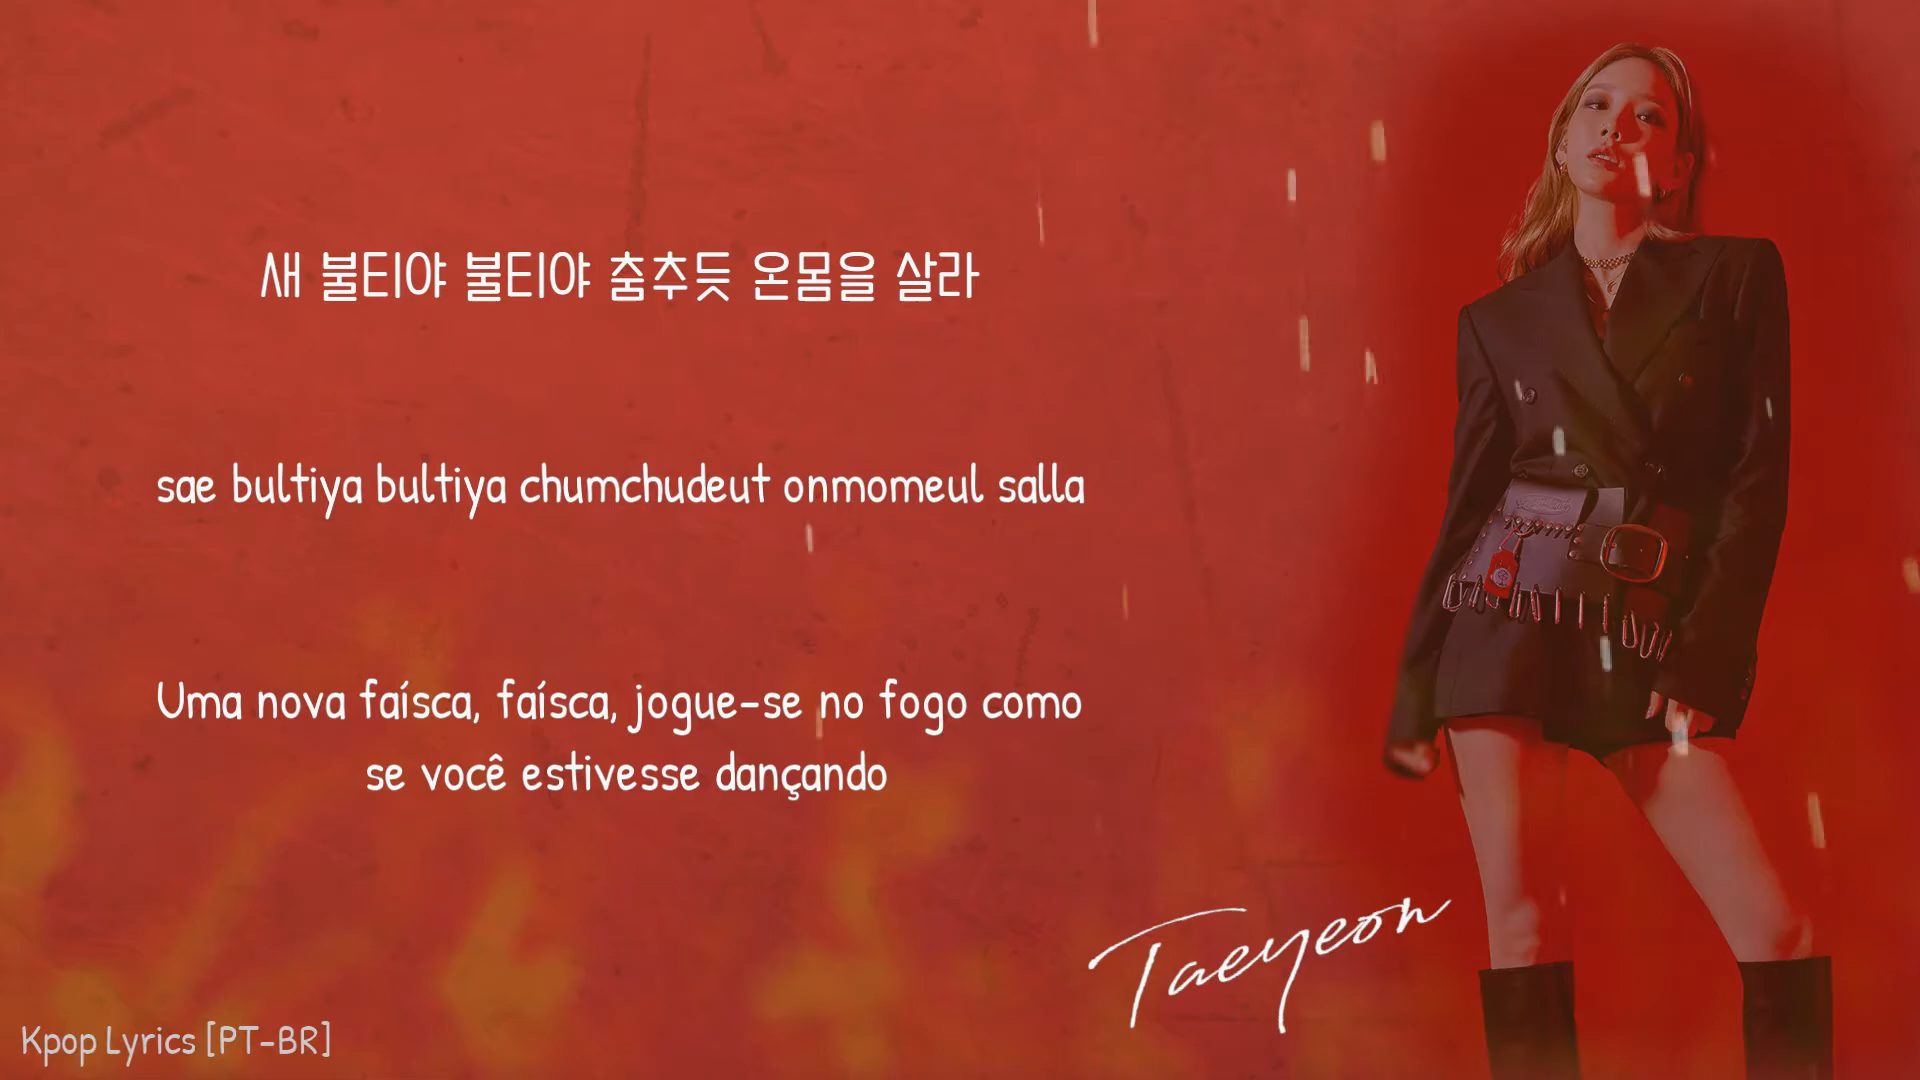 새 불티야 불티야 춤추듯 온몸을 살라
sae bultiya bultiya chumchudeut onmomeul salla
Uma nova faísca, faísca, jogue-se no fogo como
se você estivesse dançando
Taeyeon
Kpop Lyrics [PT-BR]